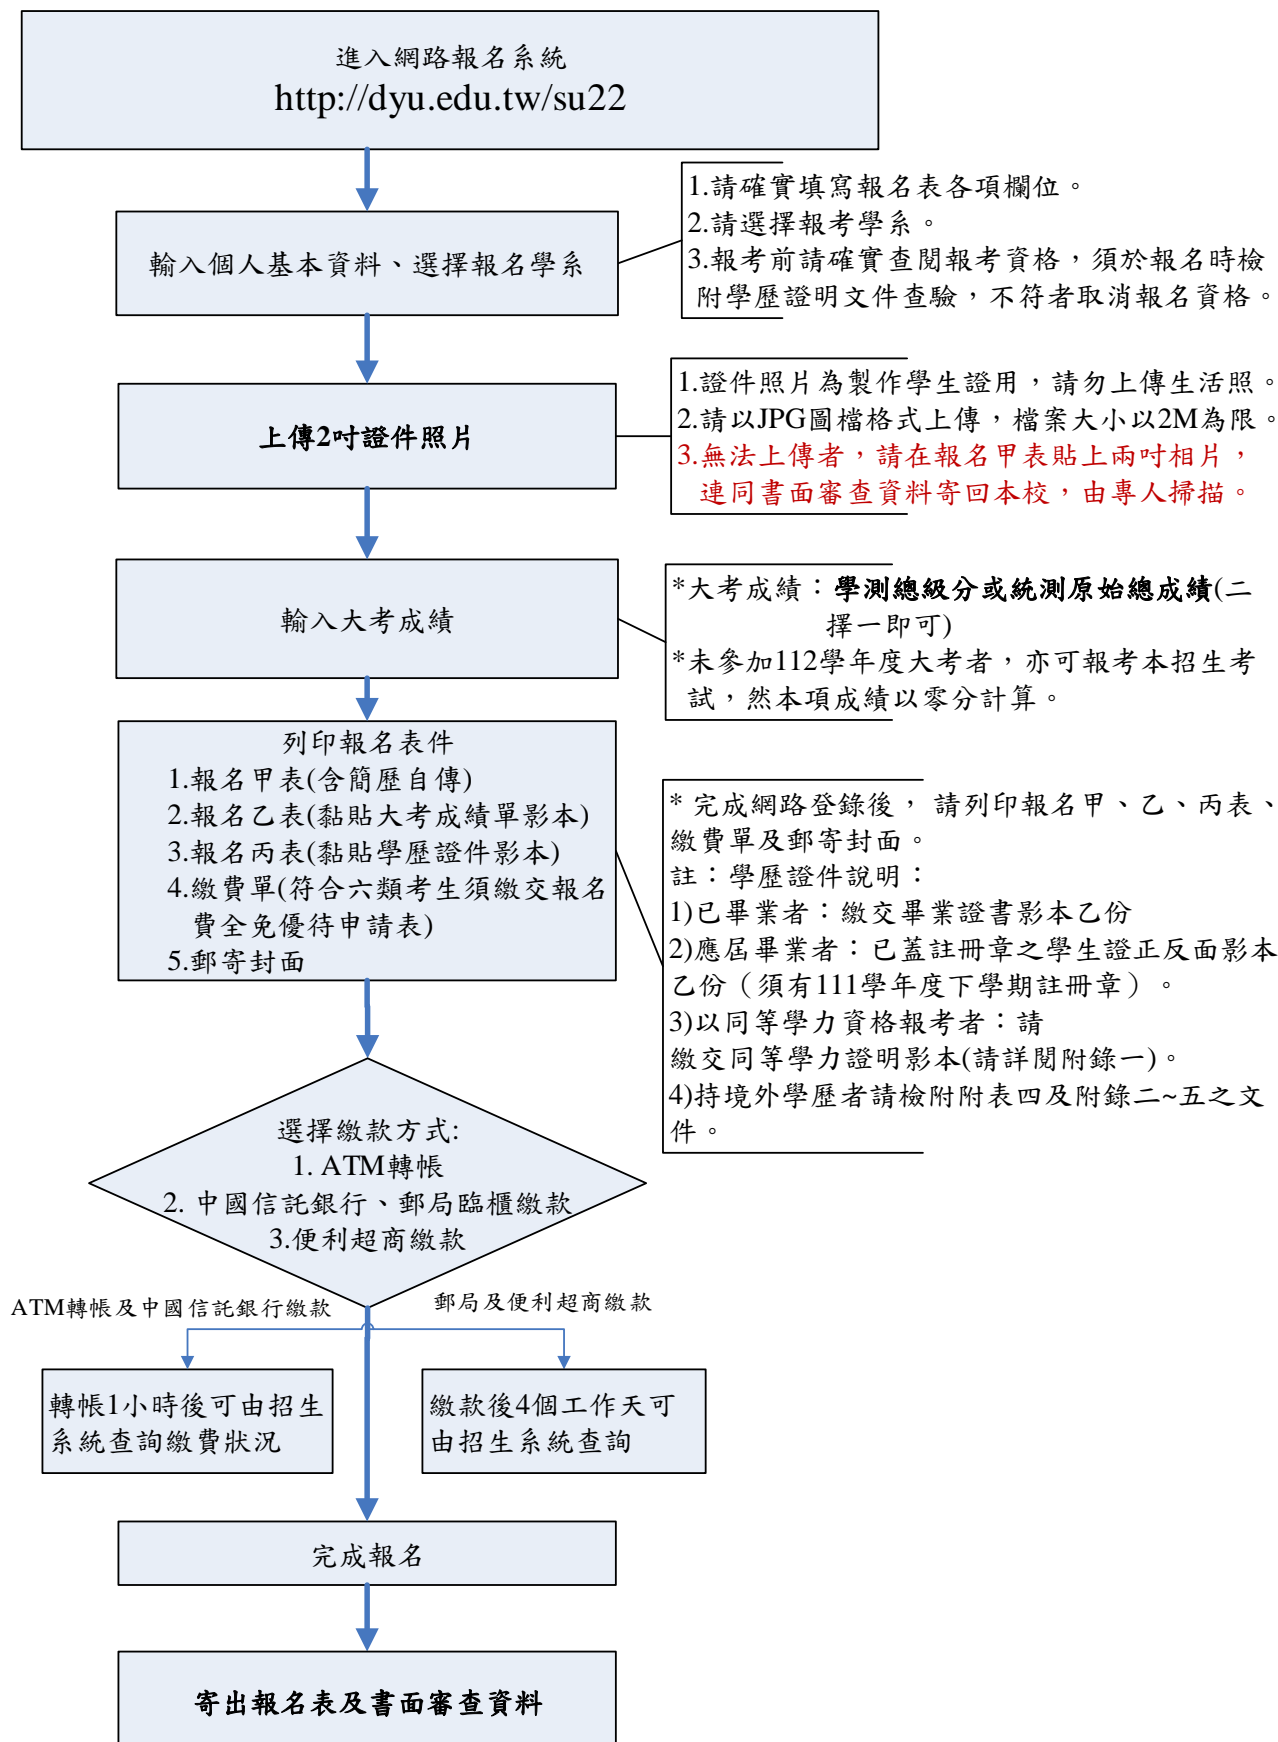 進入網路報名系統
http://dyu.edu.tw/su22
輸入個人基本資料、選擇報名學系
1.請確實填寫報名表各項欄位。
2.請選擇報考學系。
3.報考前請確實查閱報考資格，須於報名時檢
附學歷證明文件查驗，不符者取消報名資格。
上傳2吋證件照片
1.證件照片為製作學生證用，請勿上傳生活照。
2.請以JPG圖檔格式上傳，檔案大小以2M為限。
3.無法上傳者，請在報名甲表貼上兩吋相片，
連同書面審查資料寄回本校，由專人掃描。
輸入大考成績
*大考成績：學測總級分或統測原始總成績(二
擇一即可)
*未參加112學年度大考者，亦可報考本招生考
試，然本項成績以零分計算。
列印報名表件
1.報名甲表(含簡歷自傳)
2.報名乙表(黏貼大考成績單影本)
3.報名丙表(黏貼學歷證件影本)
4.繳費單(符合六類考生須繳交報名
費全免優待申請表)
5.郵寄封面
* 完成網路登錄後， 請列印報名甲、乙、丙表、
繳費單及郵寄封面。
註：學歷證件說明：
1)已畢業者：繳交畢業證書影本乙份
2)應屆畢業者：已蓋註冊章之學生證正反面影本
乙份（須有111學年度下學期註冊章）。
3)以同等學力資格報考者：請
繳交同等學力證明影本(請詳閱附錄一)。
4)持境外學歷者請檢附附表四及附錄二~五之文
件。
選擇繳款方式:
1. ATM轉帳
2. 中國信託銀行、郵局臨櫃繳款
3.便利超商繳款
ATM轉帳及中國信託銀行繳款
郵局及便利超商繳款
轉帳1小時後可由招生
系統查詢繳費狀況
繳款後4個工作天可
由招生系統查詢
完成報名
寄出報名表及書面審查資料